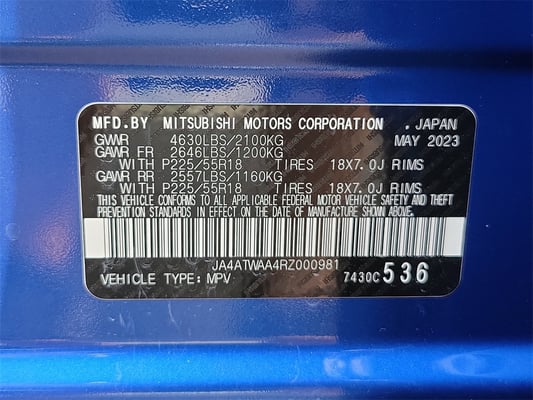 MFD.BY MITSUBISHI MOTORS CORPORATION . JAPAN
GVWR 4630LBS/2100KG MAY 2023
GAWR FR 2646LBS/1200KG
WITH P225/55R18 TIRES 18X7.0J RIMS
GAWR RR 2557LBS/1160KG
WITH P225/55R18 TIRES 18X7.0J RIMS
THIS VEHICLE CONFORMS TO ALL APPLICABLE FEDERAL MOTOR VEHICLE SAFETY AND THEFT
PREVENTION STANDARDS IN EFFECT ON THE DATE OF MANUFACTURE SHOWN ABOVE.
JA4ATWAA4RZ000981
VEHICLE TYPE: MPV 7430C 536